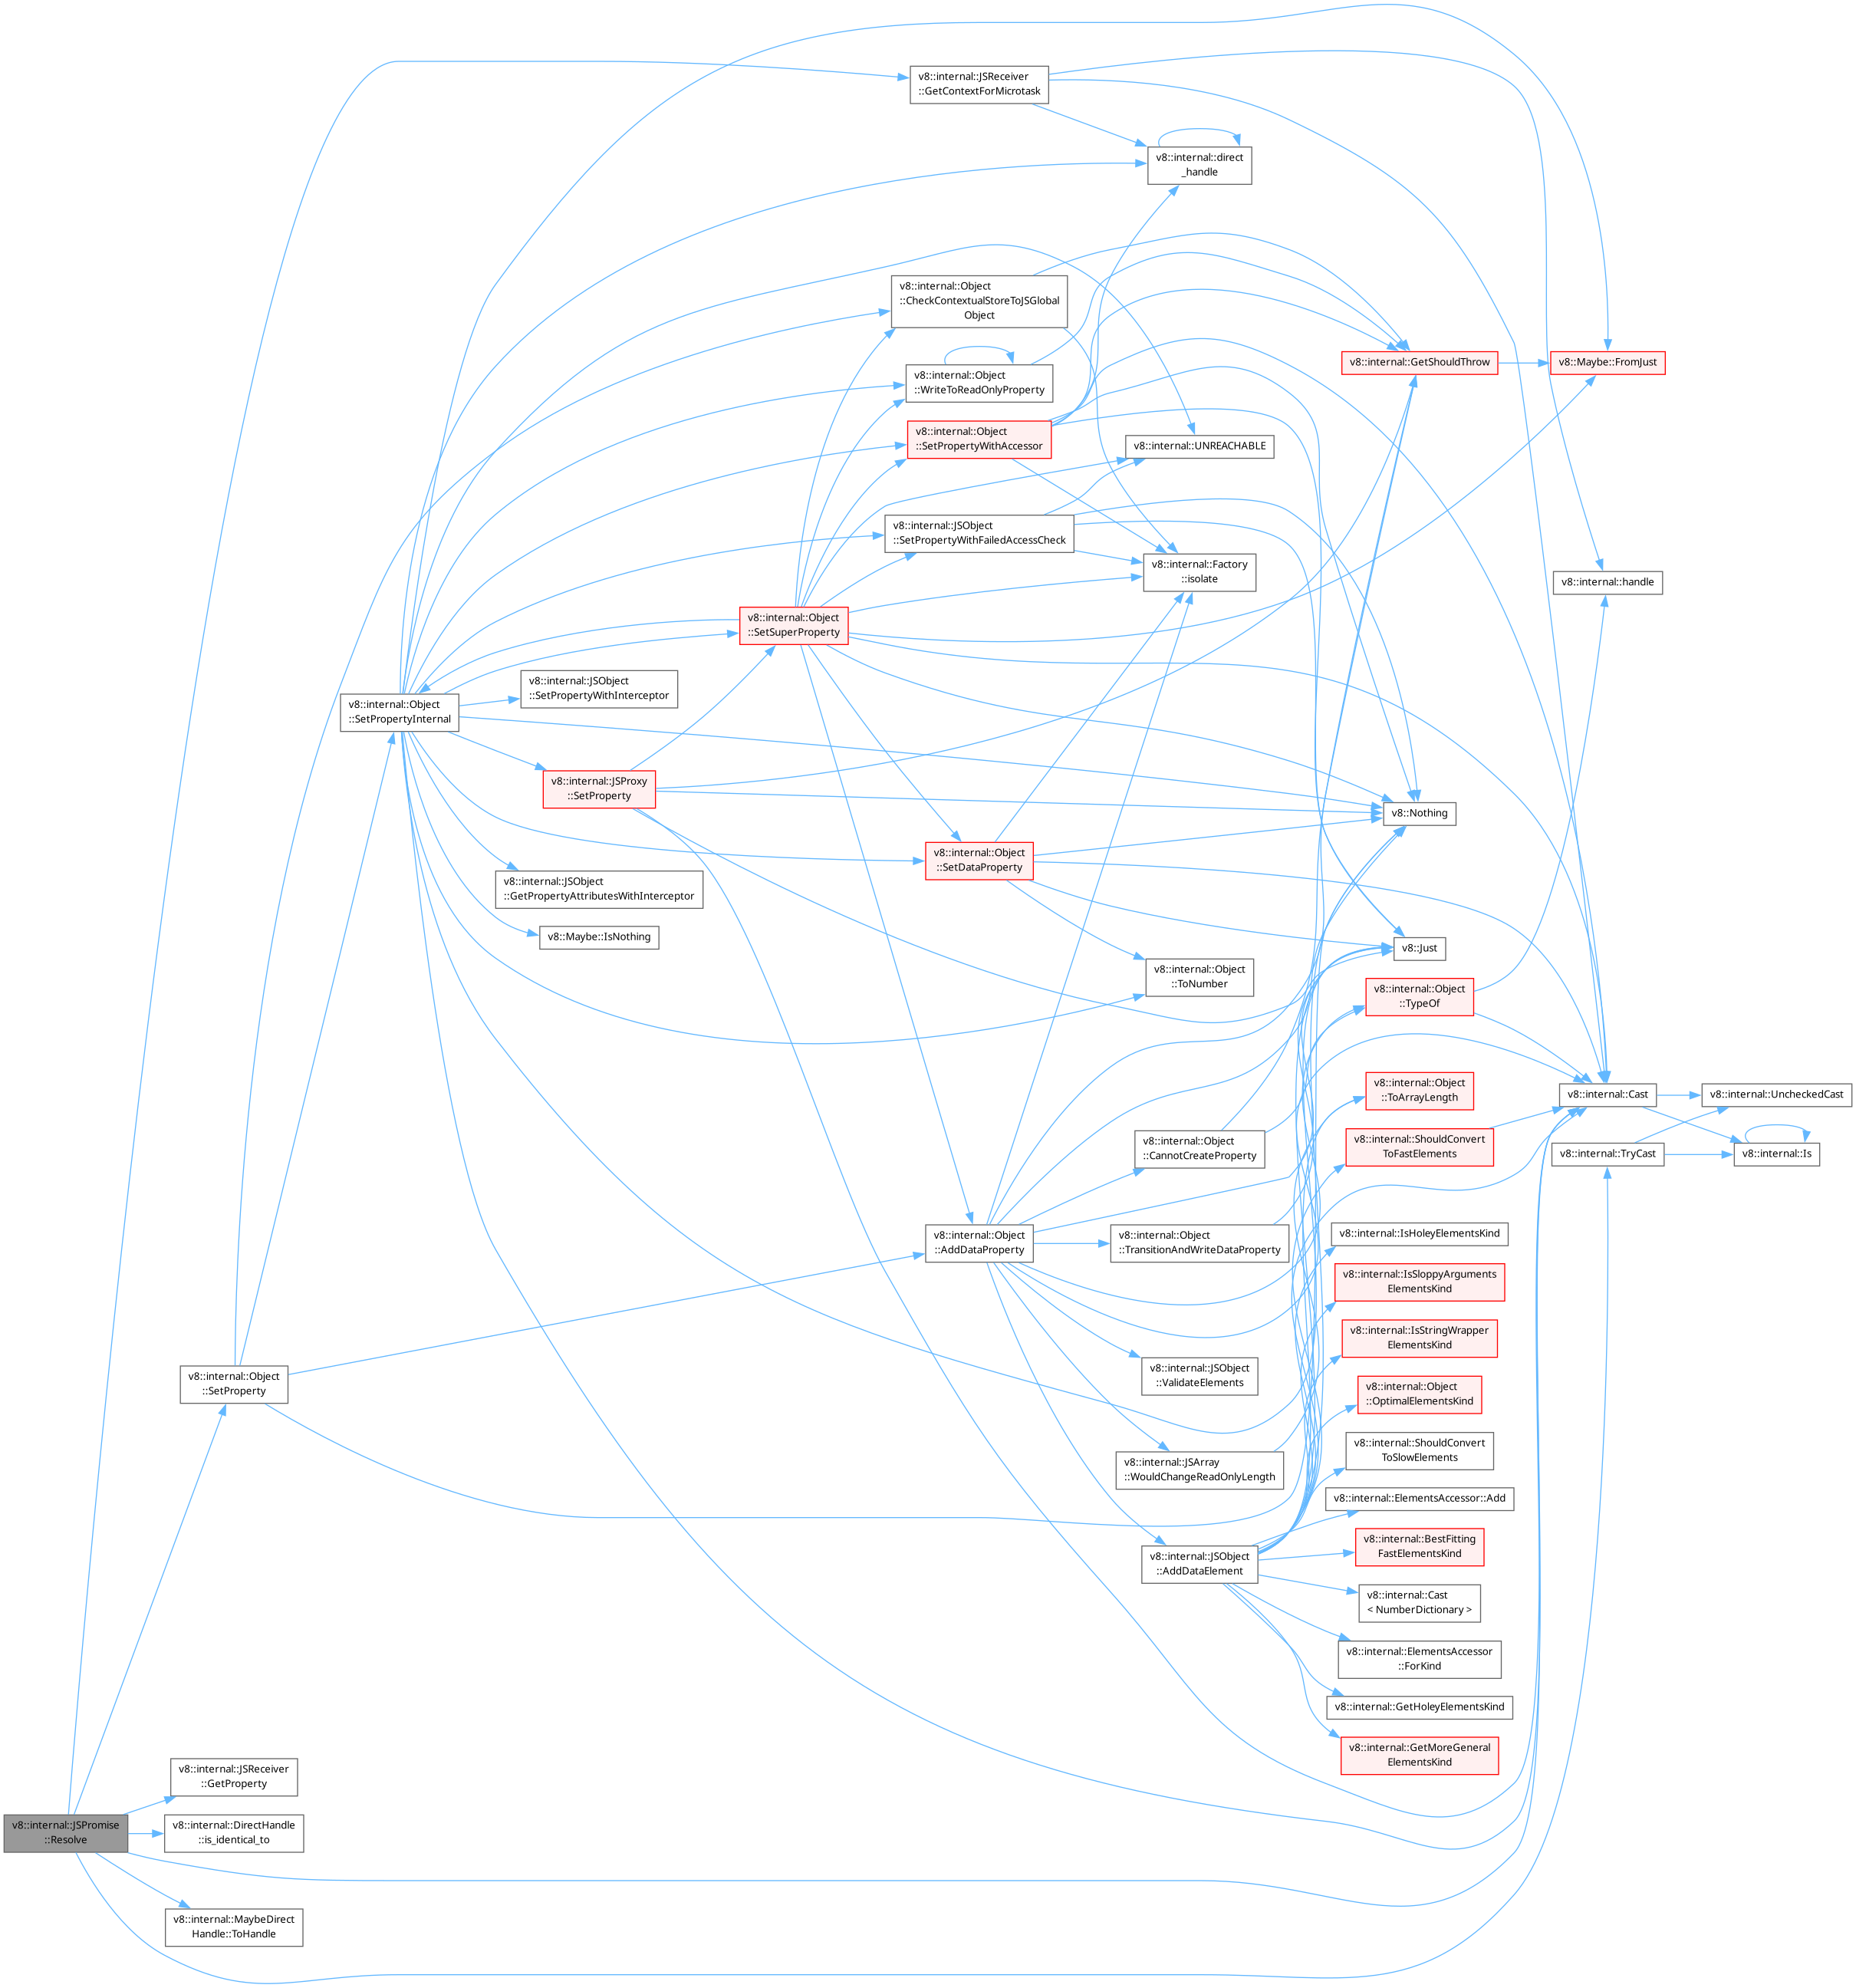 v8::internal::JSReceiver
::GetContextForMicrotask
v8::internal::direct
_handle
v8::internal::Object
::CheckContextualStoreToJSGlobal
Object
v8::internal::GetShouldThrow
v8::Maybe::FromJust
v8::internal::Object
::WriteToReadOnlyProperty
v8::internal::Object
::SetPropertyWithAccessor
v8::internal::UNREACHABLE
v8::internal::JSObject
::SetPropertyWithFailedAccessCheck
v8::internal::Factory
::isolate
v8::internal::handle
v8::internal::Object
::SetSuperProperty
v8::internal::JSObject
::SetPropertyWithInterceptor
v8::internal::Object
::SetPropertyInternal
v8::internal::JSProxy
::SetProperty
v8::Nothing
v8::internal::Object
::SetDataProperty
v8::internal::JSObject
::GetPropertyAttributesWithInterceptor
v8::Maybe::IsNothing
v8::Just
v8::internal::Object
::ToNumber
v8::internal::Object
::TypeOf
v8::internal::Object
::ToArrayLength
v8::internal::Cast
v8::internal::UncheckedCast
v8::internal::Object
::CannotCreateProperty
v8::internal::ShouldConvert
ToFastElements
v8::internal::TryCast
v8::internal::Is
v8::internal::Object
::AddDataProperty
v8::internal::Object
::TransitionAndWriteDataProperty
v8::internal::IsHoleyElementsKind
v8::internal::IsSloppyArguments
ElementsKind
v8::internal::IsStringWrapper
ElementsKind
v8::internal::Object
::SetProperty
v8::internal::JSObject
::ValidateElements
v8::internal::Object
::OptimalElementsKind
v8::internal::ShouldConvert
ToSlowElements
v8::internal::JSArray
::WouldChangeReadOnlyLength
v8::internal::ElementsAccessor::Add
v8::internal::JSObject
::AddDataElement
v8::internal::BestFitting
FastElementsKind
v8::internal::Cast
< NumberDictionary >
v8::internal::ElementsAccessor
::ForKind
v8::internal::GetHoleyElementsKind
v8::internal::GetMoreGeneral
ElementsKind
v8::internal::JSReceiver
::GetProperty
v8::internal::JSPromise
::Resolve
v8::internal::DirectHandle
::is_identical_to
v8::internal::MaybeDirect
Handle::ToHandle